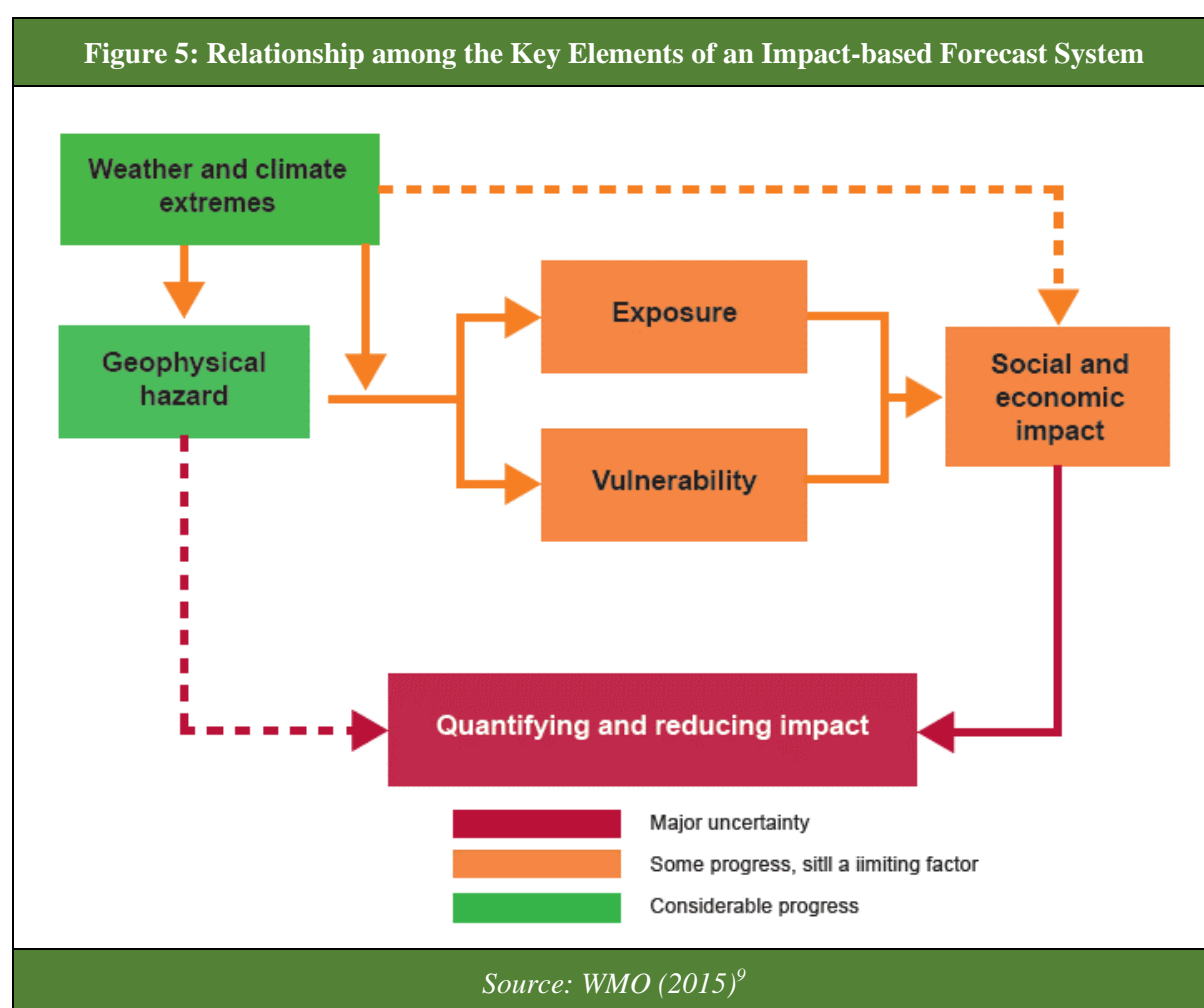 Figure 5: Relationship among the Key Elements of an Impact-based Forecast System
Weather and climate
extremes
Geophysical
hazard
Exposure
Vulnerability
Social and
economic
impact
Quantifying and reducing impact
Major uncertainty
Some progress, sitll a iimiting factor
Considerable progress
Source: WMO (2015)9